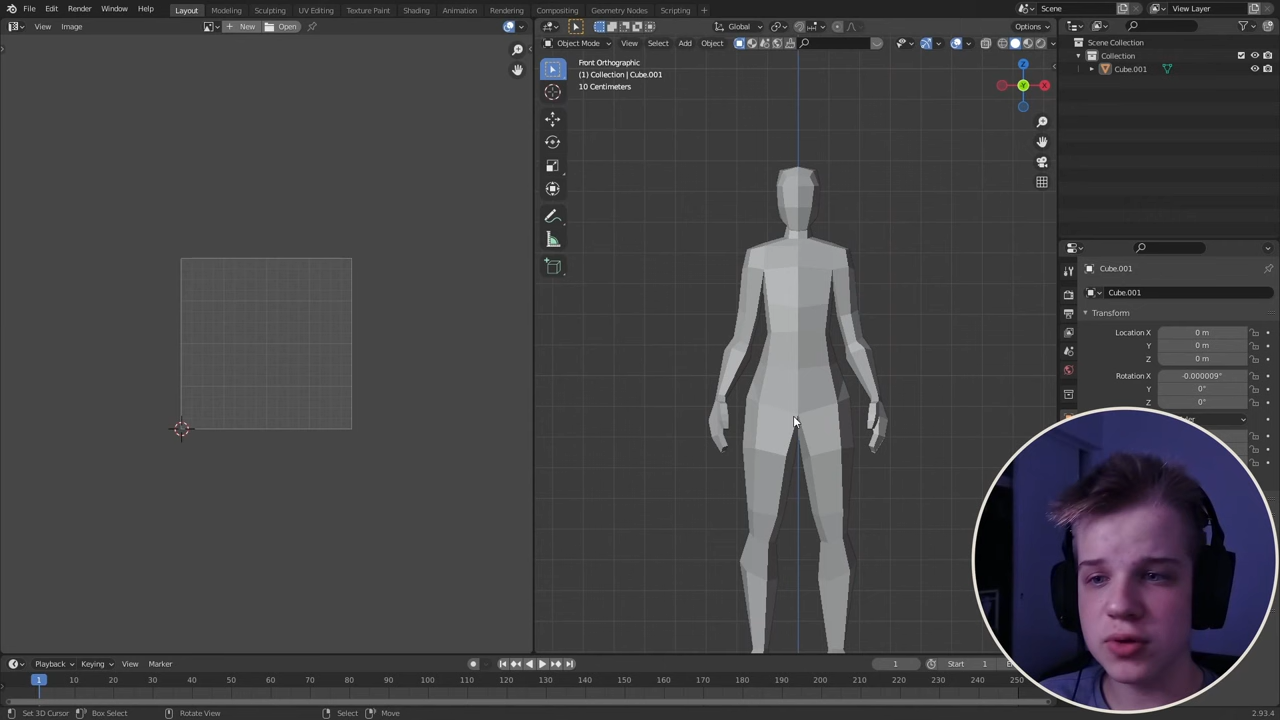 File Edit Render Window Help Layout Modeling Sculpting UV Editing Texture Paint Shading Animation Rendering Compositing Geometry Nodes Scripting + Scene View Layer
View Image New Open Global Options
Object Mode View Select Add Object
Front Orthographic
(1) Collection | Cube.001
10 Centimeters
Z
Y
X
Scene Collection
Collection
Cube.001
Cube.001
Cube.001
Transform
Location X 0 m
Y 0 m
Z 0 m
Rotation X -0.000009°
Y 0°
Z 0°
Playback Keying View Marker 1 Start 1
1 10 20 30 40 50 60 70 80 90 100 110 120 130 140 150 160 170 180 190 200 210 220 230 240 250
Set 3D Cursor Box Select Rotate View Select Move 2.93.4